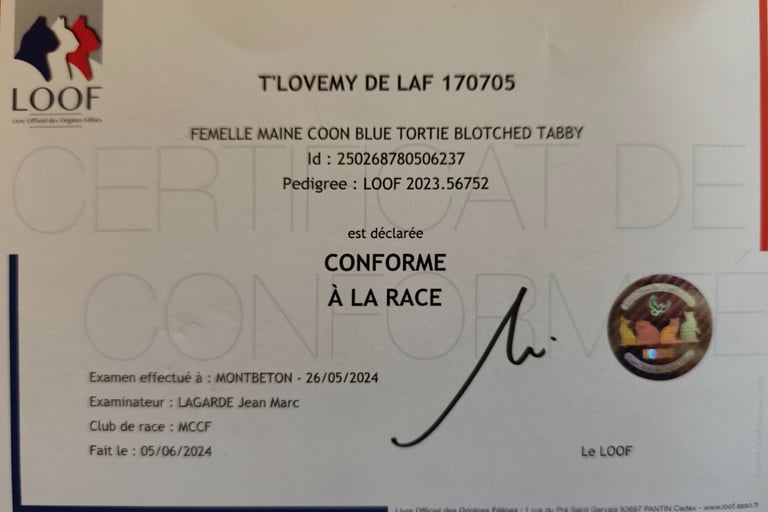 LOOF
Livre Officiel des Origines Félines
T'LOVEMY DE LAF 170705
FEMELLE MAINE COON BLUE TORTIE BLOTCHED TABBY
Id : 250268780506237
Pedigree : LOOF 2023.56752
CERTIFICAT DE
CONFORMITÉ
est déclarée
CONFORME
À LA RACE
Examen effectué à : MONTBETON - 26/05/2024
Examinateur : LAGARDE Jean Marc
Club de race : MCCF
Fait le : 05/06/2024
Le LOOF
Livre Officiel des Origines Félines : 1 rue du Pré Saint Gervais 93697 PANTIN Cedex - www.loof.asso.fr